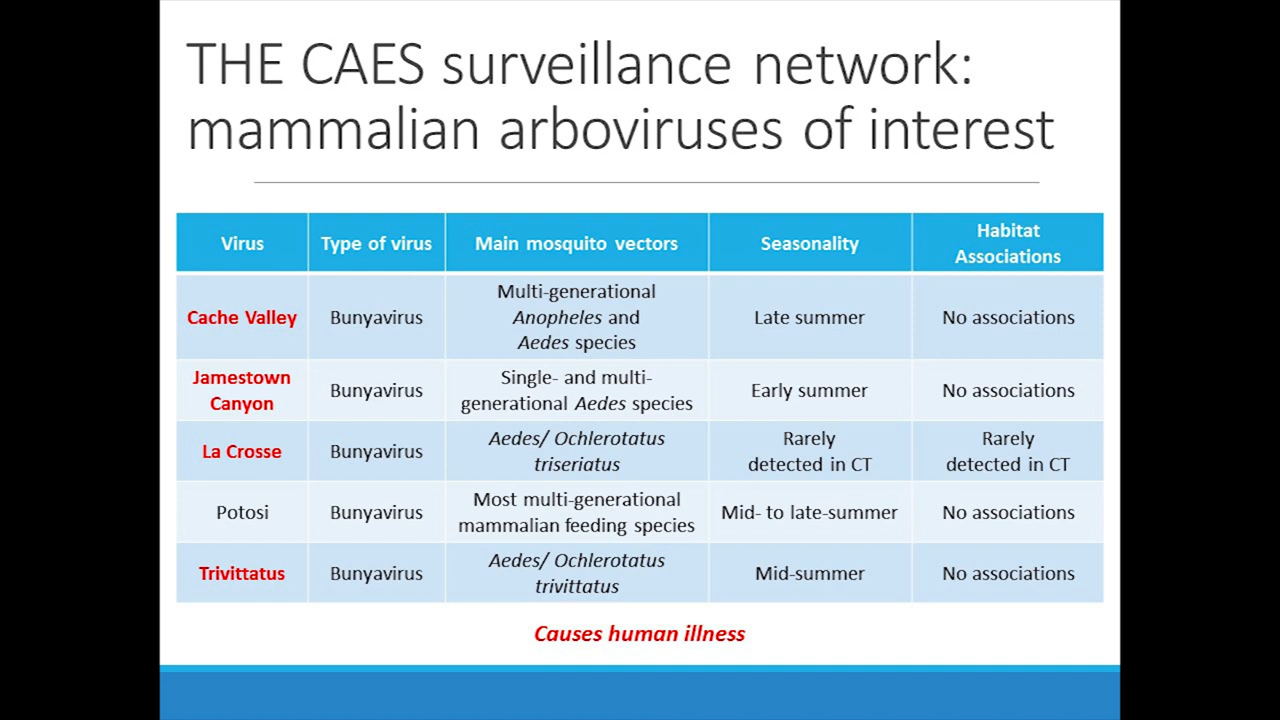 THE CAES surveillance network:
mammalian arboviruses of interest
Virus
Type of virus
Main mosquito vectors
Seasonality
Habitat
Associations
Cache Valley
Bunyavirus
Multi-generational
Anopheles and
Aedes species
Late summer
No associations
Jamestown
Canyon
Bunyavirus
Single- and multi-
generational Aedes species
Early summer
No associations
La Crosse
Bunyavirus
Aedes/ Ochlerotatus
triseriatus
Rarely
detected in CT
Rarely
detected in CT
Potosi
Bunyavirus
Most multi-generational
mammalian feeding species
Mid- to late-summer
No associations
Trivittatus
Bunyavirus
Aedes/ Ochlerotatus
trivittatus
Mid-summer
No associations
Causes human illness